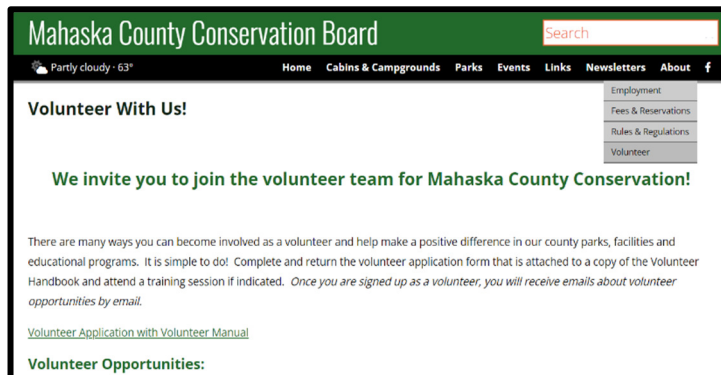 Mahaska County Conservation Board
Search
Partly cloudy · 63°
Home Cabins & Campgrounds Parks Events Links Newsletters About f
Employment
Fees & Reservations
Rules & Regulations
Volunteer
Volunteer With Us!
We invite you to join the volunteer team for Mahaska County Conservation!
There are many ways you can become involved as a volunteer and help make a positive difference in our county parks, facilities and
educational programs. It is simple to do! Complete and return the volunteer application form that is attached to a copy of the Volunteer
Handbook and attend a training session if indicated. Once you are signed up as a volunteer, you will receive emails about volunteer
opportunities by email.
Volunteer Application with Volunteer Manual
Volunteer Opportunities: